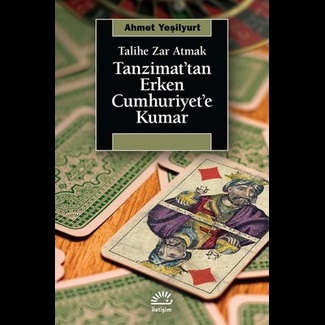 Ahmet Yeşilyurt
Talihe Zar Atmak
Tanzimat'tan
Erken
Cumhuriyet'e
Kumar
iletişim